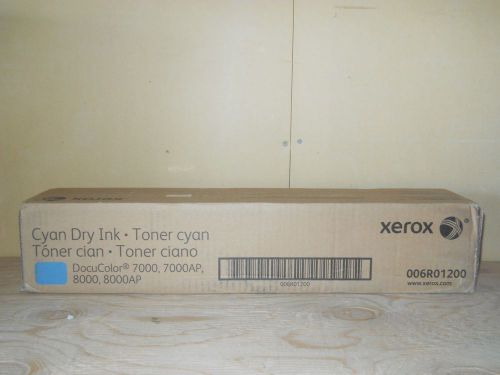 Cyan Dry Ink • Toner cyan
Tóner cian • Toner ciano
DocuColor® 7000, 7000AP,
8000, 8000AP
006R01200
xerox
006R01200
www.xerox.com